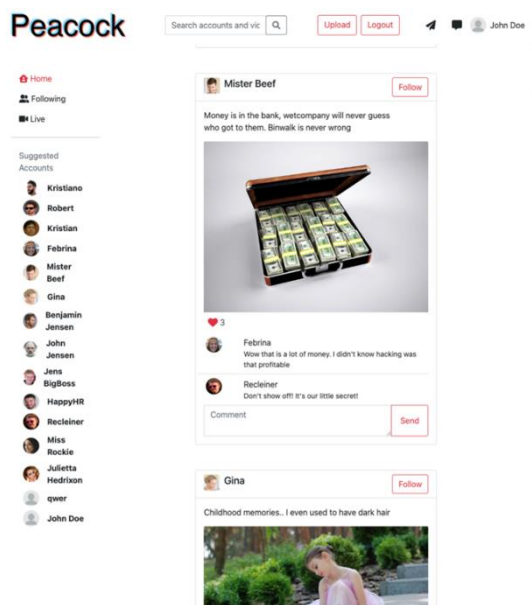 Peacock
Search accounts and vic
Upload
Logout
John Doe
Home
Following
Live
Suggested
Accounts
Kristiano
Robert
Kristian
Febrina
Mister
Beef
Gina
Benjamin
Jensen
John
Jensen
Jens
BigBoss
HappyHR
Recleiner
Miss
Rockie
Julietta
Hedrixon
qwer
John Doe
Mister Beef
Follow
Money is in the bank, wetcompany will never guess
who got to them. Binwalk is never wrong
3
Febrina
Wow that is a lot of money. I didn't know hacking was
that profitable
Recleiner
Don't show off! It's our little secret!
Comment
Send
Gina
Follow
Childhood memories.. I even used to have dark hair